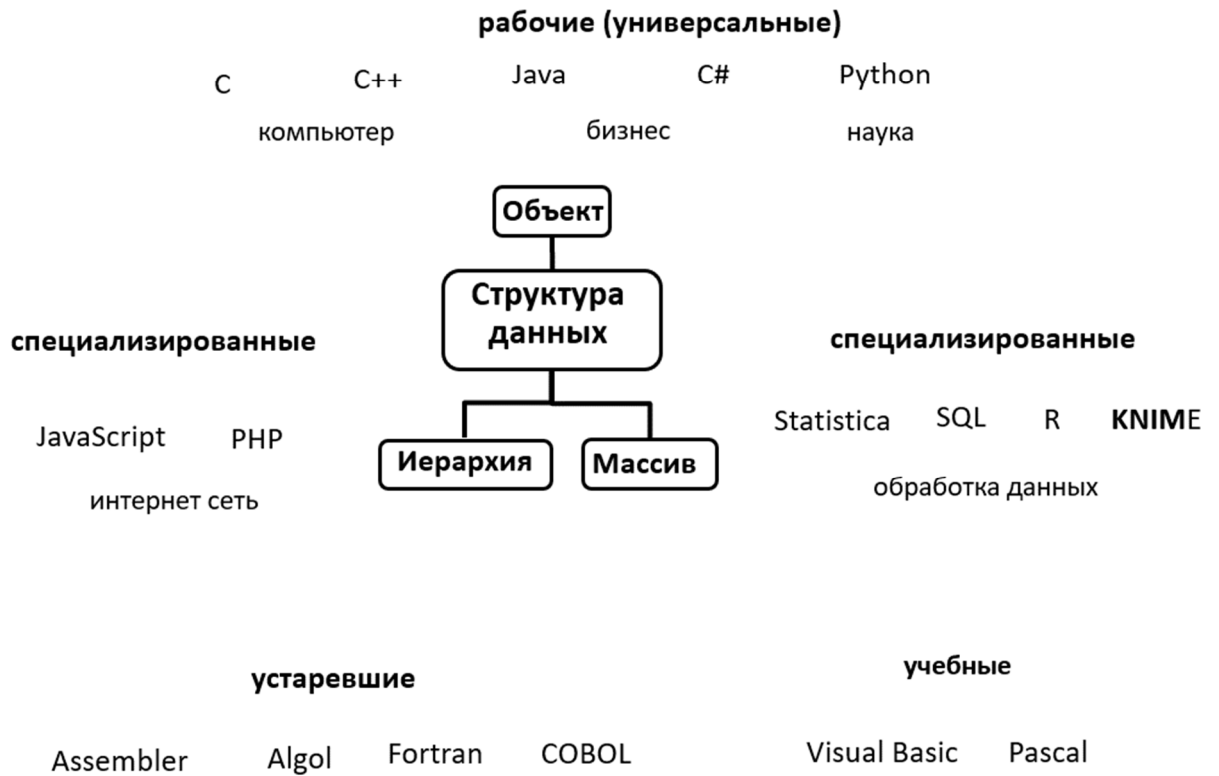 рабочие (универсальные)
C C++ Java C# Python
компьютер бизнес наука
Объект
Структура
данных
специализированные
специализированные
JavaScript PHP
Statistica SQL R KNIME
Иерархия Массив
интернет сеть
обработка данных
устаревшие
учебные
Assembler Algol Fortran COBOL
Visual Basic Pascal